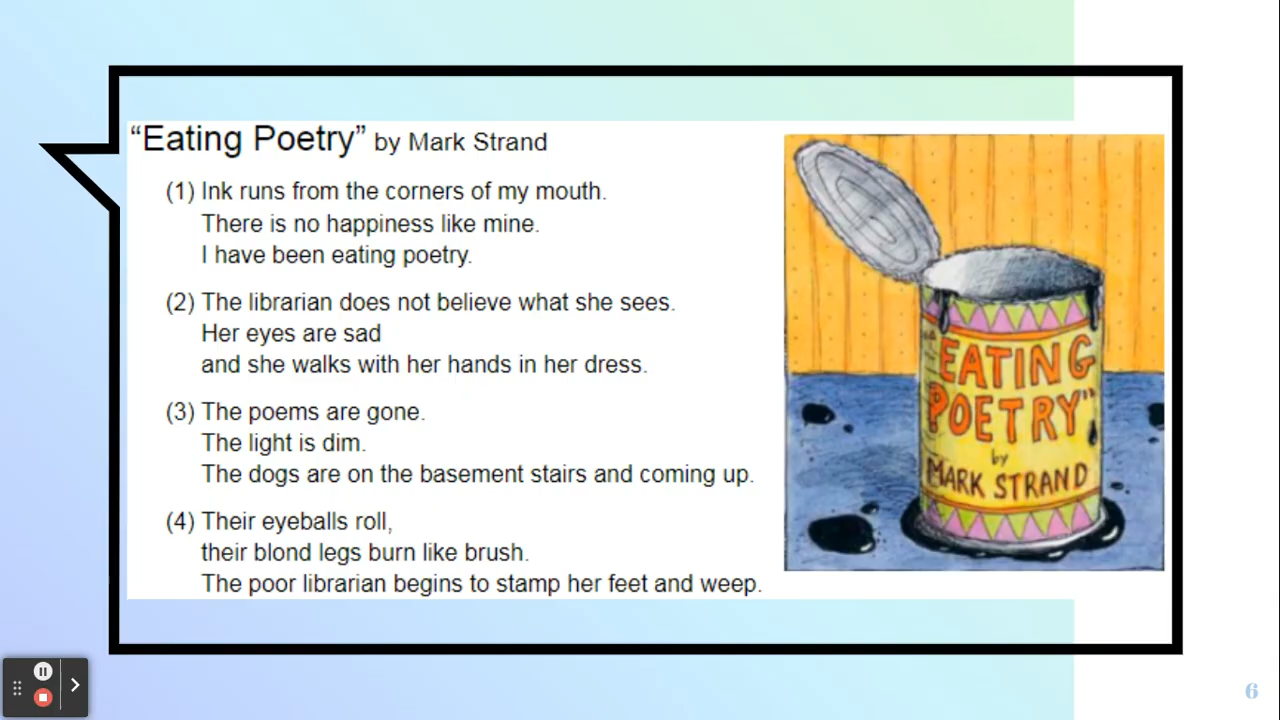 “Eating Poetry” by Mark Strand
(1) Ink runs from the corners of my mouth.
There is no happiness like mine.
I have been eating poetry.
(2) The librarian does not believe what she sees.
Her eyes are sad
and she walks with her hands in her dress.
(3) The poems are gone.
The light is dim.
The dogs are on the basement stairs and coming up.
(4) Their eyeballs roll,
their blond legs burn like brush.
The poor librarian begins to stamp her feet and weep.
"EATING
POETRY"
by
MARK STRAND
6